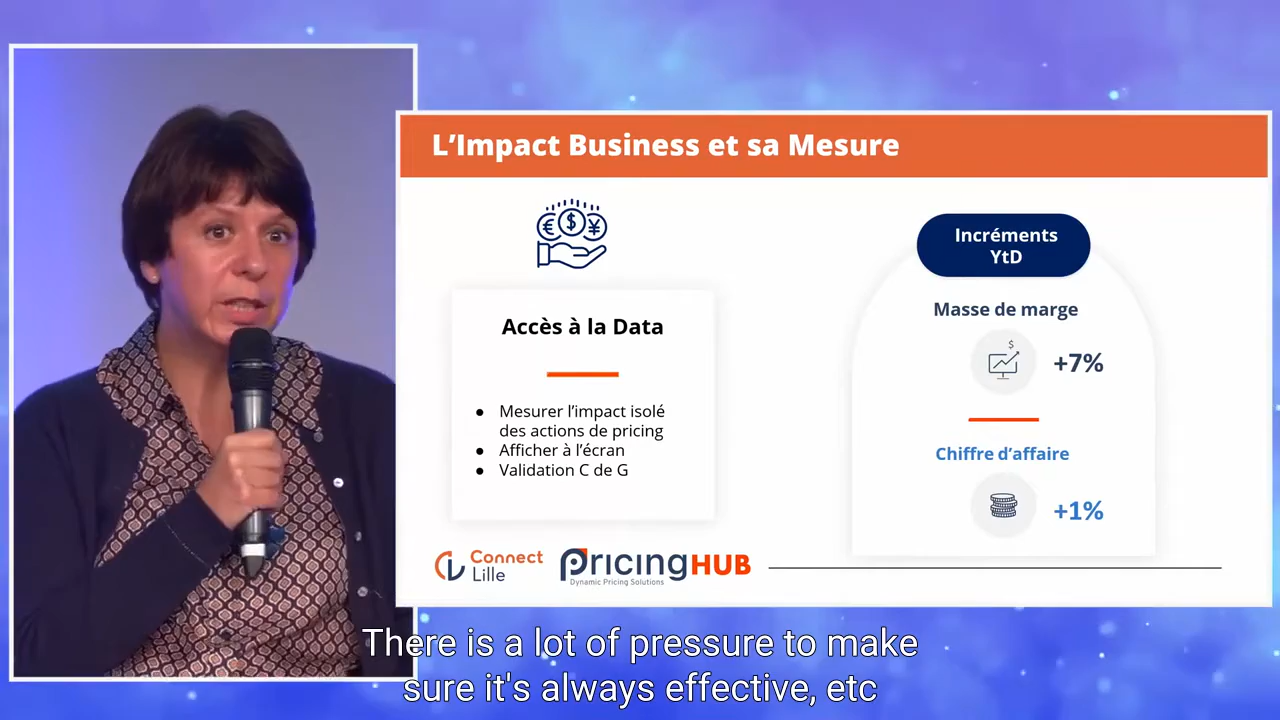 L’Impact Business et sa Mesure
Accès à la Data
● Mesurer l’impact isolé
des actions de pricing
● Afficher à l’écran
● Validation C de G
Incréments
YtD
Masse de marge
$
+7%
Chiffre d’affaire
+1%
€ $ ¥
Connect
Lille
PricingHUB
Dynamic Pricing Solutions
There is a lot of pressure to make
sure it's always effective, etc